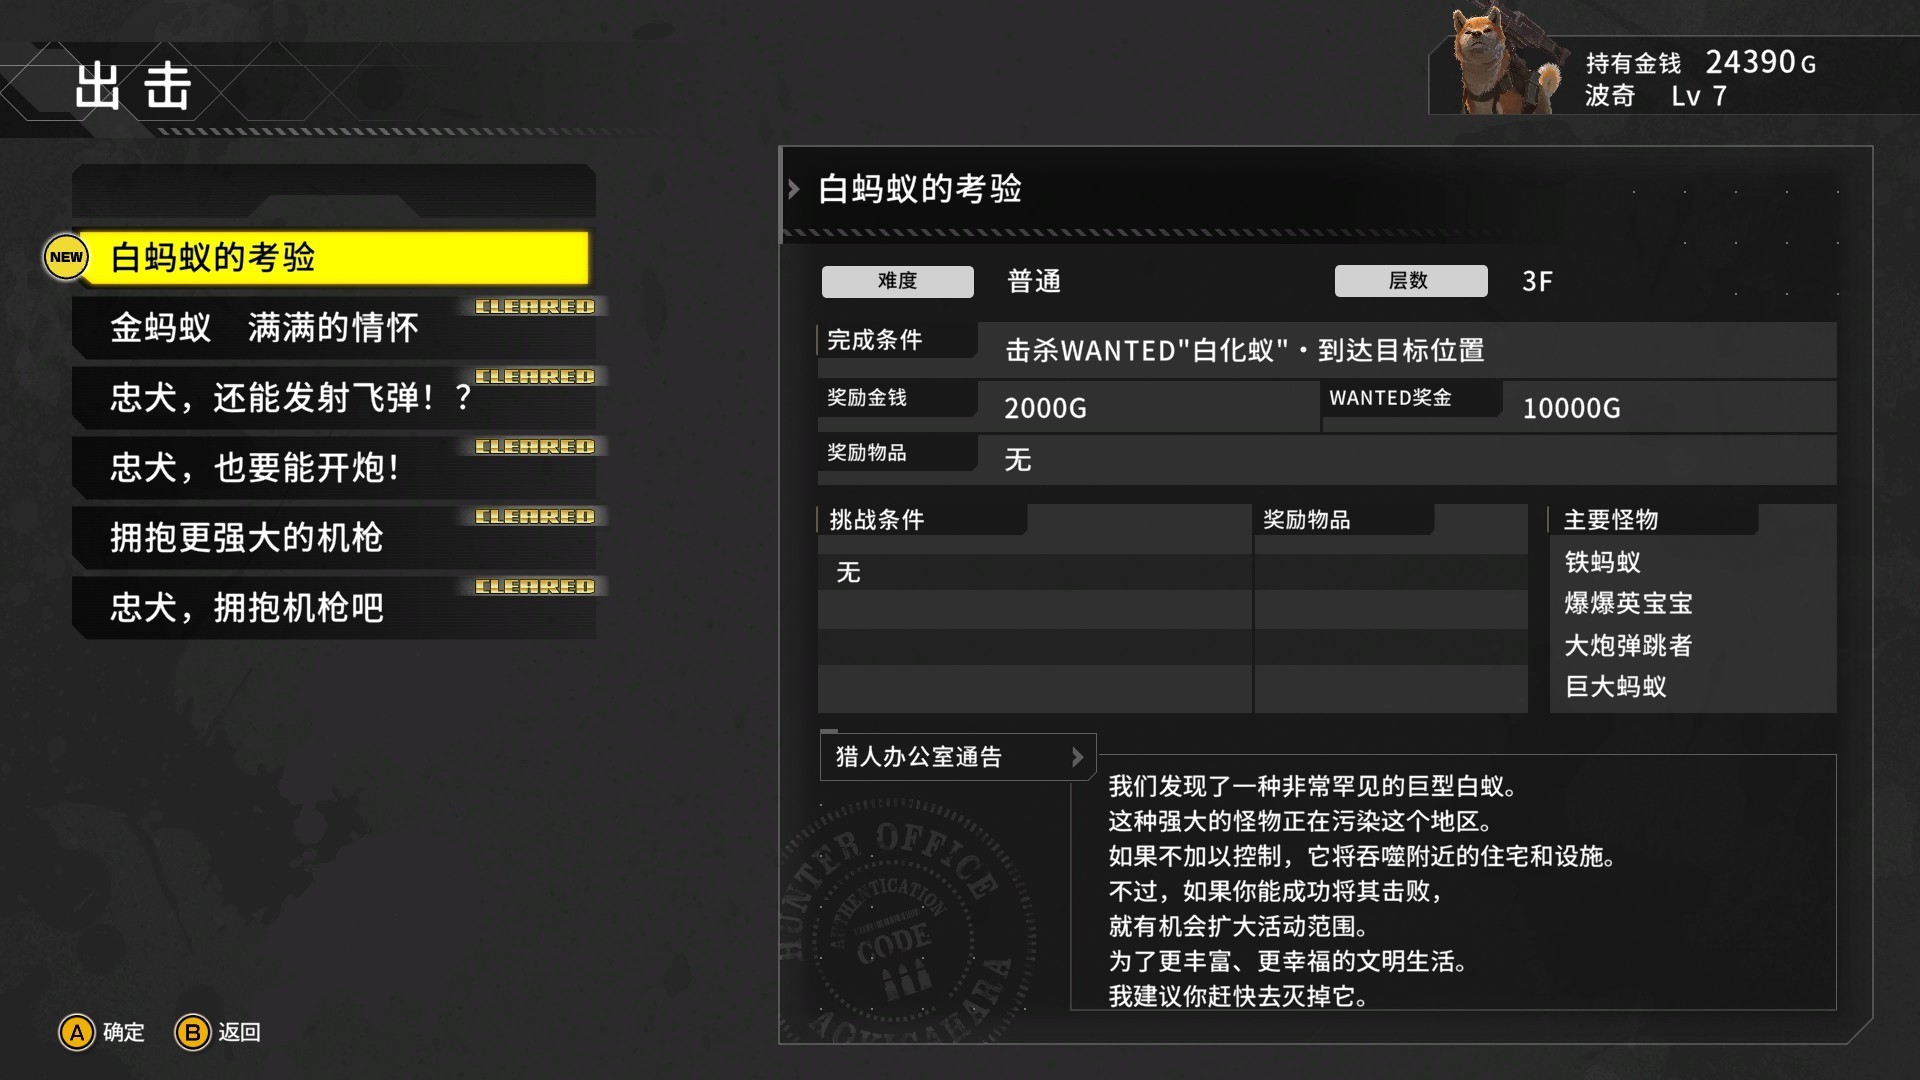 出击
持有金钱 24390G
波奇 Lv 7
NEW 白蚂蚁的考验
金蚂蚁 满满的情怀 CLEARED
忠犬，还能发射飞弹！？ CLEARED
忠犬，也要能开炮！ CLEARED
拥抱更强大的机枪 CLEARED
忠犬，拥抱机枪吧 CLEARED
白蚂蚁的考验
难度 普通 层数 3F
完成条件 击杀WANTED"白化蚁"・到达目标位置
奖励金钱 2000G WANTED奖金 10000G
奖励物品 无
挑战条件 奖励物品 主要怪物
无
铁蚂蚁
爆爆英宝宝
大炮弹跳者
巨大蚂蚁
猎人办公室通告
我们发现了一种非常罕见的巨型白蚁。
这种强大的怪物正在污染这个地区。
如果不加以控制，它将吞噬附近的住宅和设施。
不过，如果你能成功将其击败，
就有机会扩大活动范围。
为了更丰富、更幸福的文明生活。
我建议你赶快去灭掉它。
HUNTER OFFICE
AUTHENTICATION
CODE
A 确定 B 返回